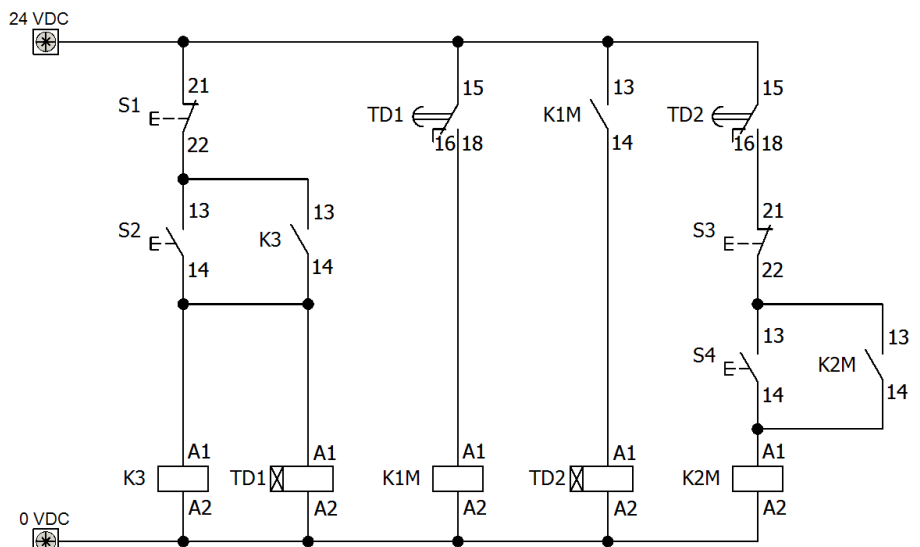 24 VDC
21
15
13
15
S1
TD1
K1M
TD2
22
16 18
14
16 18
13
13
21
S2
K3
S3
14
14
22
13
13
S4
K2M
14
14
A1
A1
A1
A1
A1
K3
TD1
K1M
TD2
K2M
A2
A2
A2
A2
A2
0 VDC